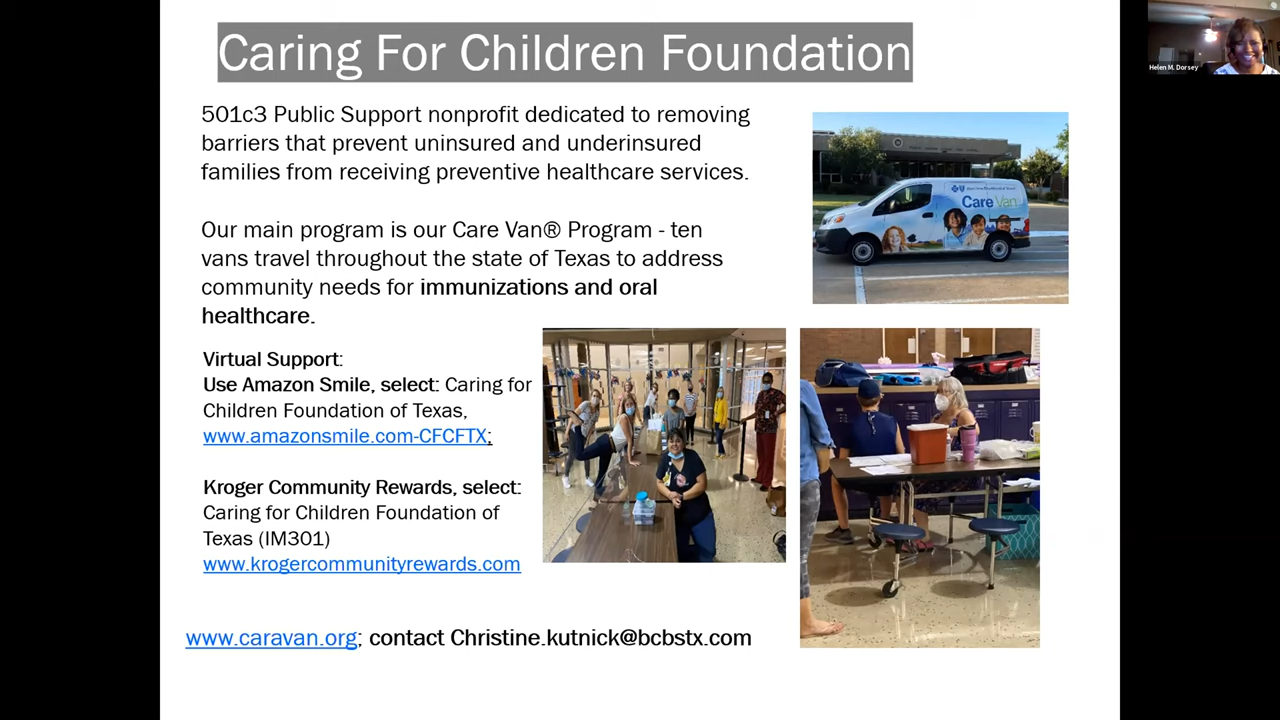 Caring For Children Foundation
Helen M. Dorsey
501c3 Public Support nonprofit dedicated to removing
barriers that prevent uninsured and underinsured
families from receiving preventive healthcare services.
Our main program is our Care Van® Program - ten
vans travel throughout the state of Texas to address
community needs for immunizations and oral
healthcare.
Care Van
Virtual Support:
Use Amazon Smile, select: Caring for
Children Foundation of Texas,
www.amazonsmile.com-CFCFTX;
Kroger Community Rewards, select:
Caring for Children Foundation of
Texas (IM301)
www.krogercommunityrewards.com
www.caravan.org; contact Christine.kutnick@bcbstx.com